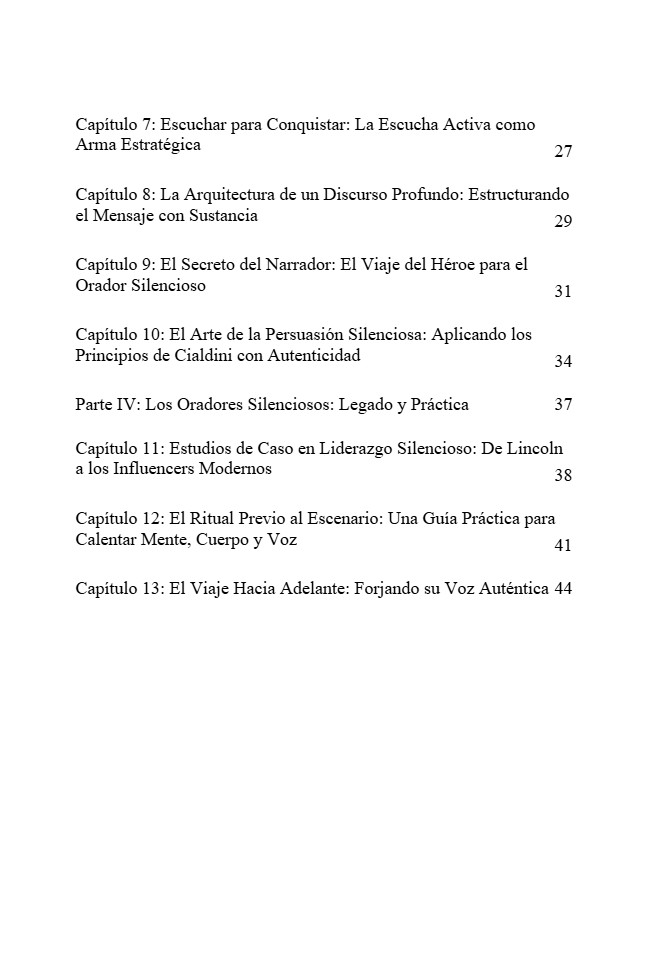 Capítulo 7: Escuchar para Conquistar: La Escucha Activa como
Arma Estratégica 27
Capítulo 8: La Arquitectura de un Discurso Profundo: Estructurando
el Mensaje con Sustancia 29
Capítulo 9: El Secreto del Narrador: El Viaje del Héroe para el
Orador Silencioso 31
Capítulo 10: El Arte de la Persuasión Silenciosa: Aplicando los
Principios de Cialdini con Autenticidad 34
Parte IV: Los Oradores Silenciosos: Legado y Práctica 37
Capítulo 11: Estudios de Caso en Liderazgo Silencioso: De Lincoln
a los Influencers Modernos 38
Capítulo 12: El Ritual Previo al Escenario: Una Guía Práctica para
Calentar Mente, Cuerpo y Voz 41
Capítulo 13: El Viaje Hacia Adelante: Forjando su Voz Auténtica 44